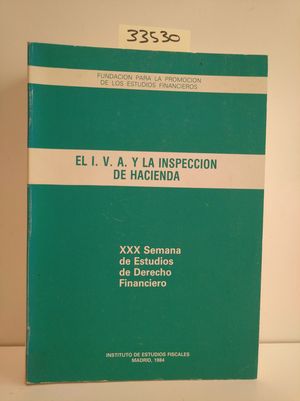 33530
FUNDACION PARA LA PROMOCION
DE LOS ESTUDIOS FINANCIEROS
EL I. V. A. Y LA INSPECCION
DE HACIENDA
XXX Semana
de Estudios
de Derecho
Financiero
INSTITUTO DE ESTUDIOS FISCALES
MADRID, 1984